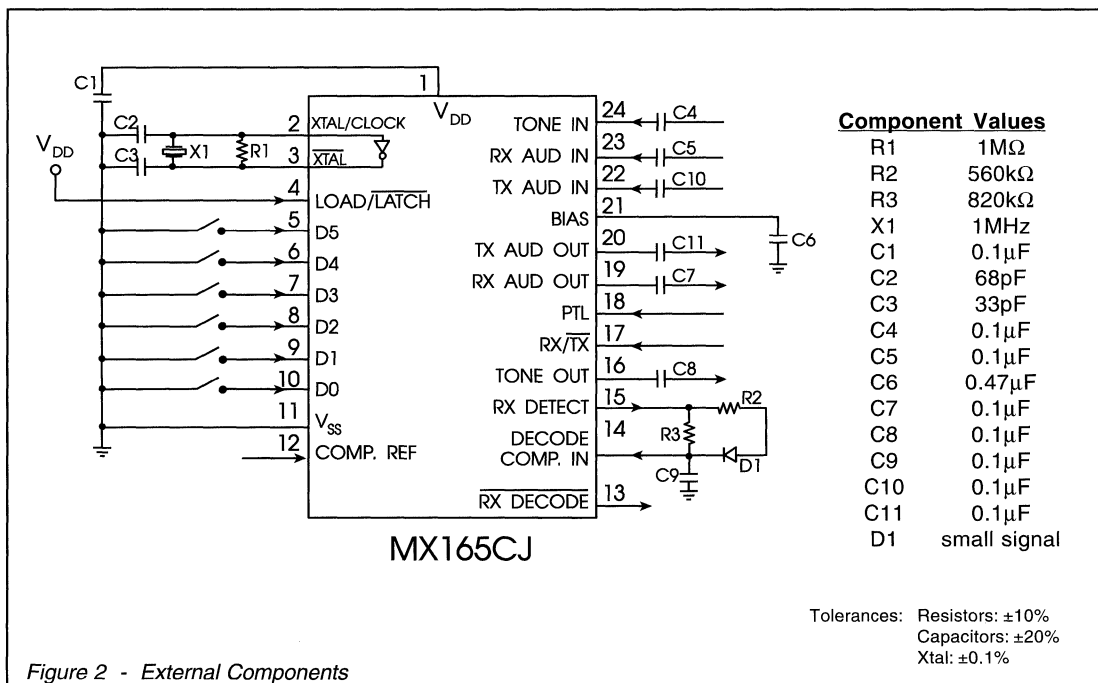 C1
1
V_DD
C2
2
XTAL/CLOCK
V_DD
X1
R1
C3
3
X̅T̅A̅L̅
4
LOAD/L̅A̅T̅C̅H̅
5
D5
6
D4
7
D3
8
D2
9
D1
10
D0
11
V_SS
12
COMP. REF
TONE IN
24
C4
RX AUD IN
23
C5
TX AUD IN
22
C10
BIAS
21
C6
TX AUD OUT
20
C11
RX AUD OUT
19
C7
PTL
18
RX/T̅X̅
17
TONE OUT
16
C8
RX DETECT
15
R2
R3
DECODE
14
COMP. IN
D1
C9
R̅X̅ ̅D̅E̅C̅O̅D̅E̅
13
MX165CJ
Component Values
R1 1MΩ
R2 560kΩ
R3 820kΩ
X1 1MHz
C1 0.1µF
C2 68pF
C3 33pF
C4 0.1µF
C5 0.1µF
C6 0.47µF
C7 0.1µF
C8 0.1µF
C9 0.1µF
C10 0.1µF
C11 0.1µF
D1 small signal
Tolerances: Resistors: ±10%
Capacitors: ±20%
Xtal: ±0.1%
Figure 2 - External Components